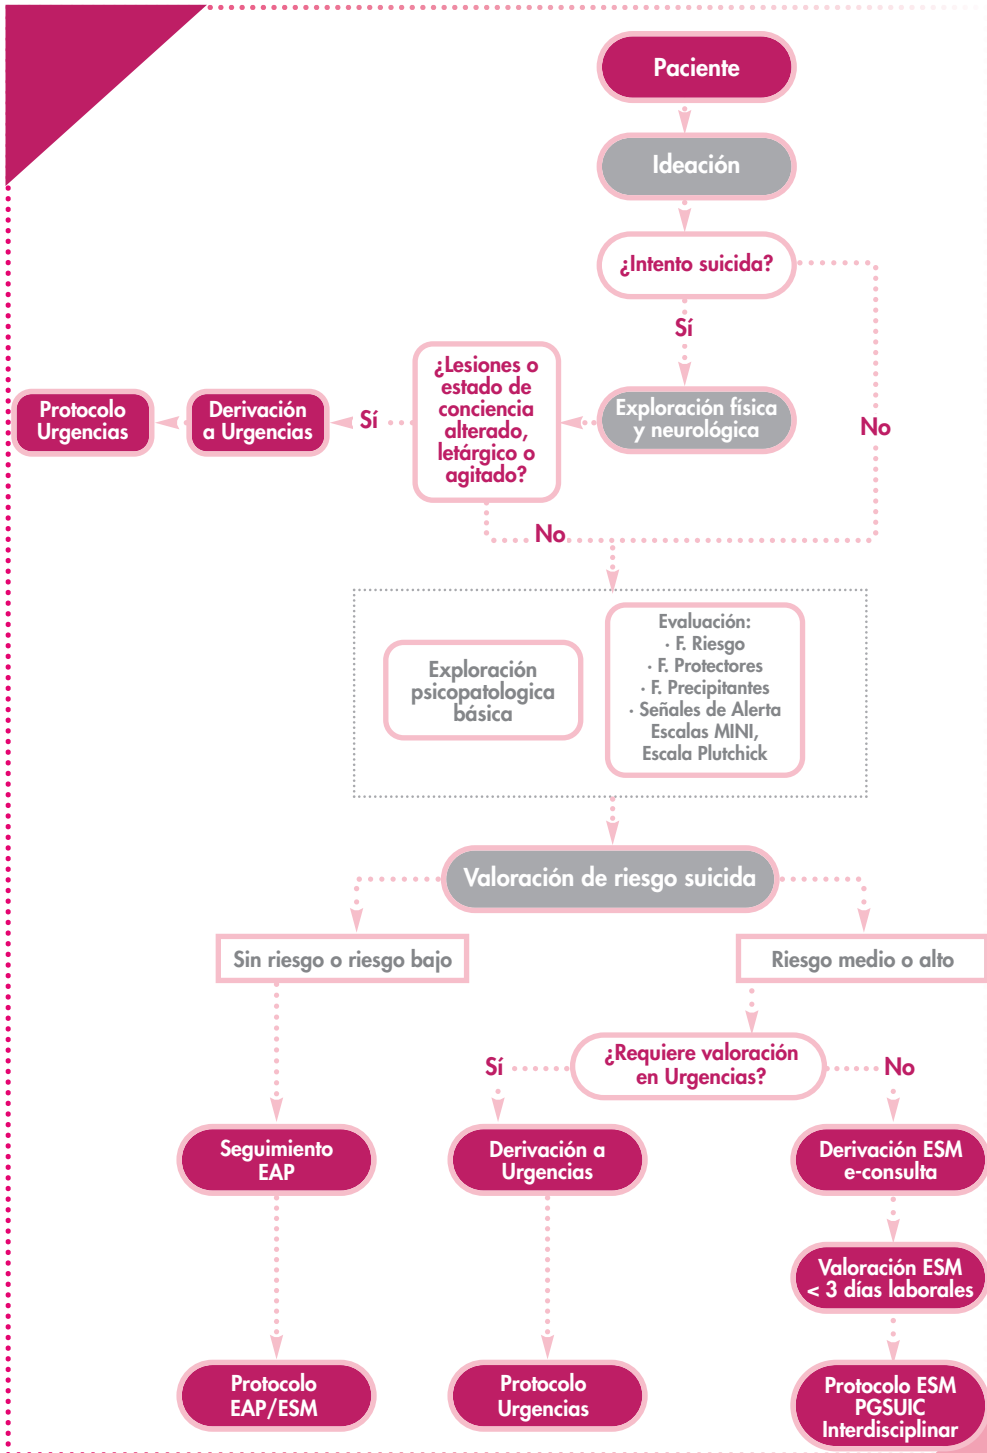 Paciente
Ideación
¿Intento suicida?
Sí
No
Exploración física
y neurológica
¿Lesiones o
estado de
conciencia
alterado,
letárgico o
agitado?
Sí
Derivación
a Urgencias
Protocolo
Urgencias
No
Exploración
psicopatologica
básica
Evaluación:
· F. Riesgo
· F. Protectores
· F. Precipitantes
· Señales de Alerta
Escalas MINI,
Escala Plutchick
Valoración de riesgo suicida
Sin riesgo o riesgo bajo
Riesgo medio o alto
¿Requiere valoración
en Urgencias?
Sí
No
Seguimiento
EAP
Derivación a
Urgencias
Derivación ESM
e-consulta
Valoración ESM
< 3 días laborales
Protocolo
EAP/ESM
Protocolo
Urgencias
Protocolo ESM
PGSUIC
Interdisciplinar